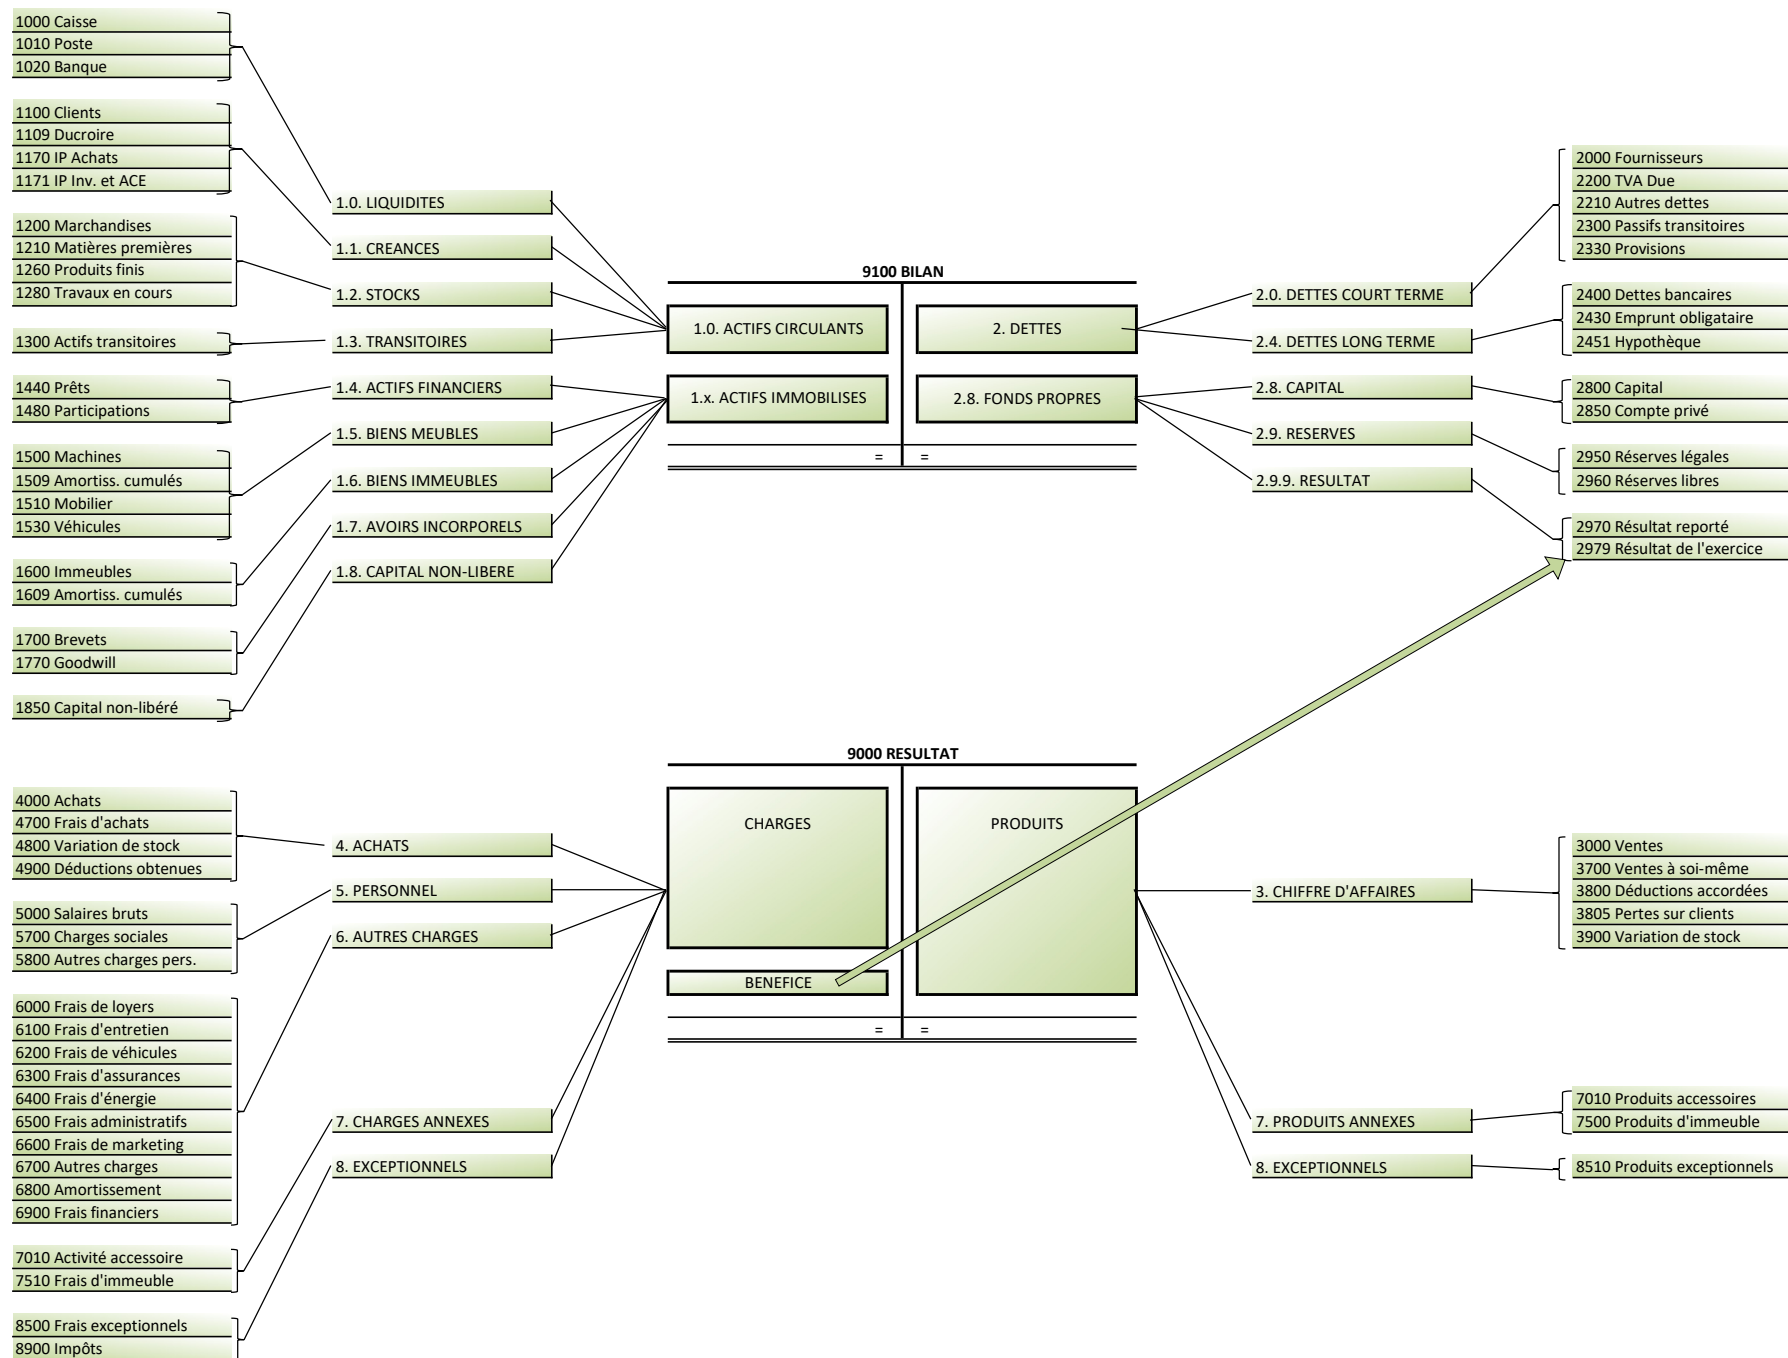 1000 Caisse
1010 Poste
1020 Banque
1100 Clients
1109 Ducroire
1170 IP Achats
1171 IP Inv. et ACE
1200 Marchandises
1210 Matières premières
1260 Produits finis
1280 Travaux en cours
1300 Actifs transitoires
1440 Prêts
1480 Participations
1500 Machines
1509 Amortiss. cumulés
1510 Mobilier
1530 Véhicules
1600 Immeubles
1609 Amortiss. cumulés
1700 Brevets
1770 Goodwill
1850 Capital non-libéré
1.0. LIQUIDITES
1.1. CREANCES
1.2. STOCKS
1.3. TRANSITOIRES
1.4. ACTIFS FINANCIERS
1.5. BIENS MEUBLES
1.6. BIENS IMMEUBLES
1.7. AVOIRS INCORPORELS
1.8. CAPITAL NON-LIBERE
9100 BILAN
1.0. ACTIFS CIRCULANTS
2. DETTES
1.x. ACTIFS IMMOBILISES
2.8. FONDS PROPRES
= =
2.0. DETTES COURT TERME
2.4. DETTES LONG TERME
2.8. CAPITAL
2.9. RESERVES
2.9.9. RESULTAT
2000 Fournisseurs
2200 TVA Due
2210 Autres dettes
2300 Passifs transitoires
2330 Provisions
2400 Dettes bancaires
2430 Emprunt obligataire
2451 Hypothèque
2800 Capital
2850 Compte privé
2950 Réserves légales
2960 Réserves libres
2970 Résultat reporté
2979 Résultat de l'exercice
4000 Achats
4700 Frais d'achats
4800 Variation de stock
4900 Déductions obtenues
5000 Salaires bruts
5700 Charges sociales
5800 Autres charges pers.
6000 Frais de loyers
6100 Frais d'entretien
6200 Frais de véhicules
6300 Frais d'assurances
6400 Frais d'énergie
6500 Frais administratifs
6600 Frais de marketing
6700 Autres charges
6800 Amortissement
6900 Frais financiers
7010 Activité accessoire
7510 Frais d'immeuble
8500 Frais exceptionnels
8900 Impôts
4. ACHATS
5. PERSONNEL
6. AUTRES CHARGES
7. CHARGES ANNEXES
8. EXCEPTIONNELS
9000 RESULTAT
CHARGES
PRODUITS
BENEFICE
= =
3. CHIFFRE D'AFFAIRES
7. PRODUITS ANNEXES
8. EXCEPTIONNELS
3000 Ventes
3700 Ventes à soi-même
3800 Déductions accordées
3805 Pertes sur clients
3900 Variation de stock
7010 Produits accessoires
7500 Produits d'immeuble
8510 Produits exceptionnels